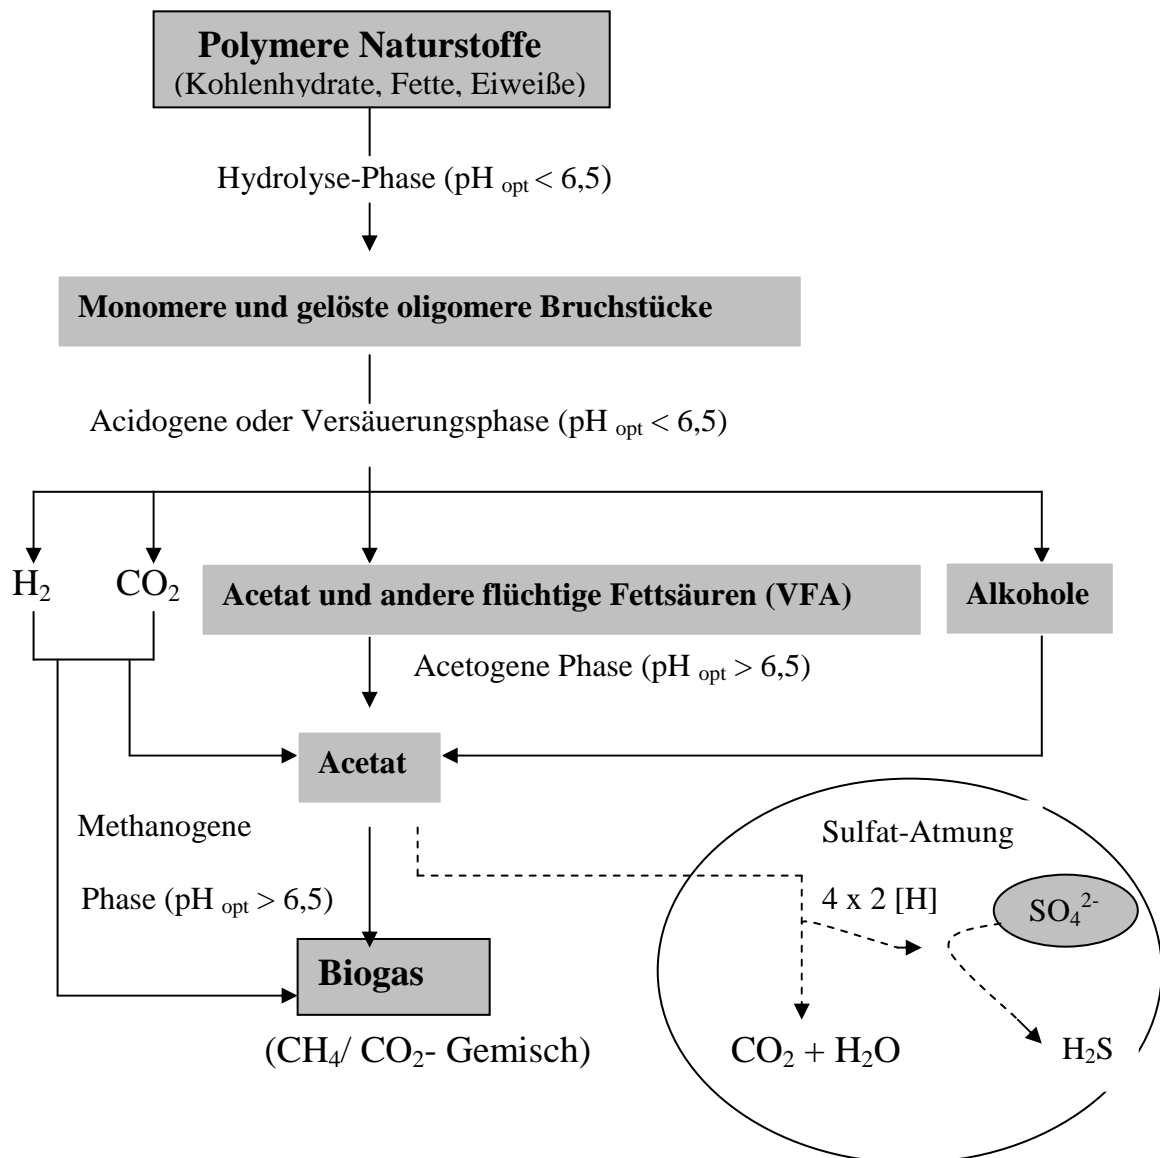 Polymere Naturstoffe
(Kohlenhydrate, Fette, Eiweiße)
Hydrolyse-Phase (pH opt < 6,5)
Monomere und gelöste oligomere Bruchstücke
Acidogene oder Versäuerungsphase (pH opt < 6,5)
H₂
CO₂
Acetat und andere flüchtige Fettsäuren (VFA)
Alkohole
Acetogene Phase (pH opt > 6,5)
Acetat
Methanogene
Phase (pH opt > 6,5)
Sulfat-Atmung
4 x 2 [H]
SO₄²⁻
Biogas
(CH₄/ CO₂- Gemisch)
CO₂ + H₂O
H₂S